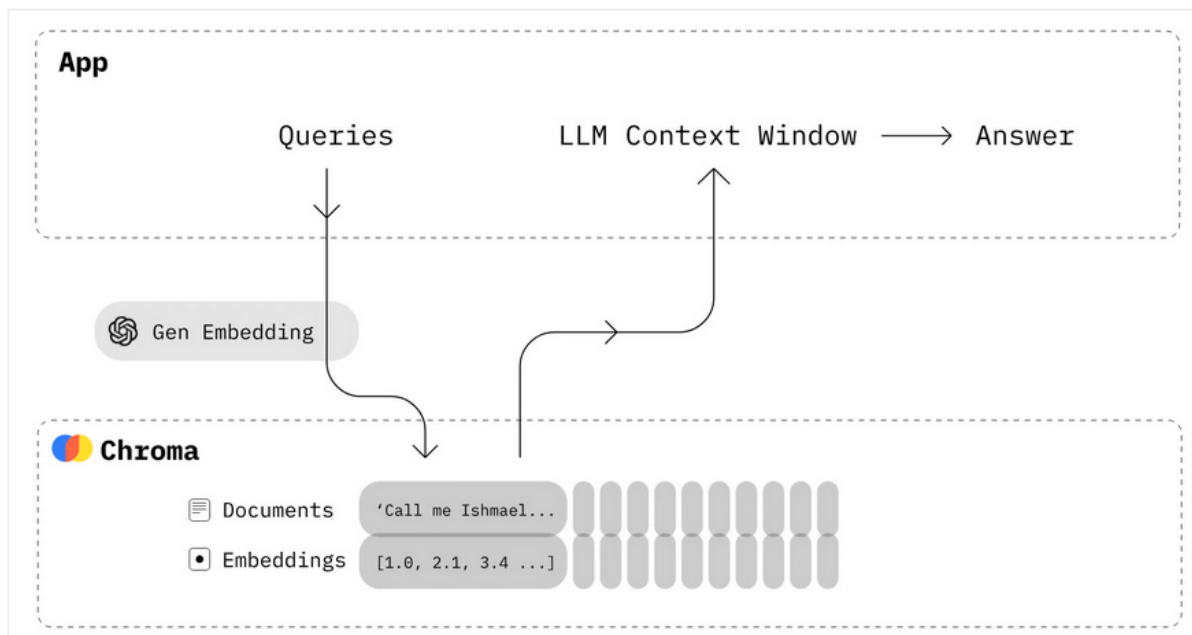 App
Queries
LLM Context Window
Answer
Gen Embedding
Chroma
Documents
‘Call me Ishmael...
Embeddings
[1.0, 2.1, 3.4 ...]